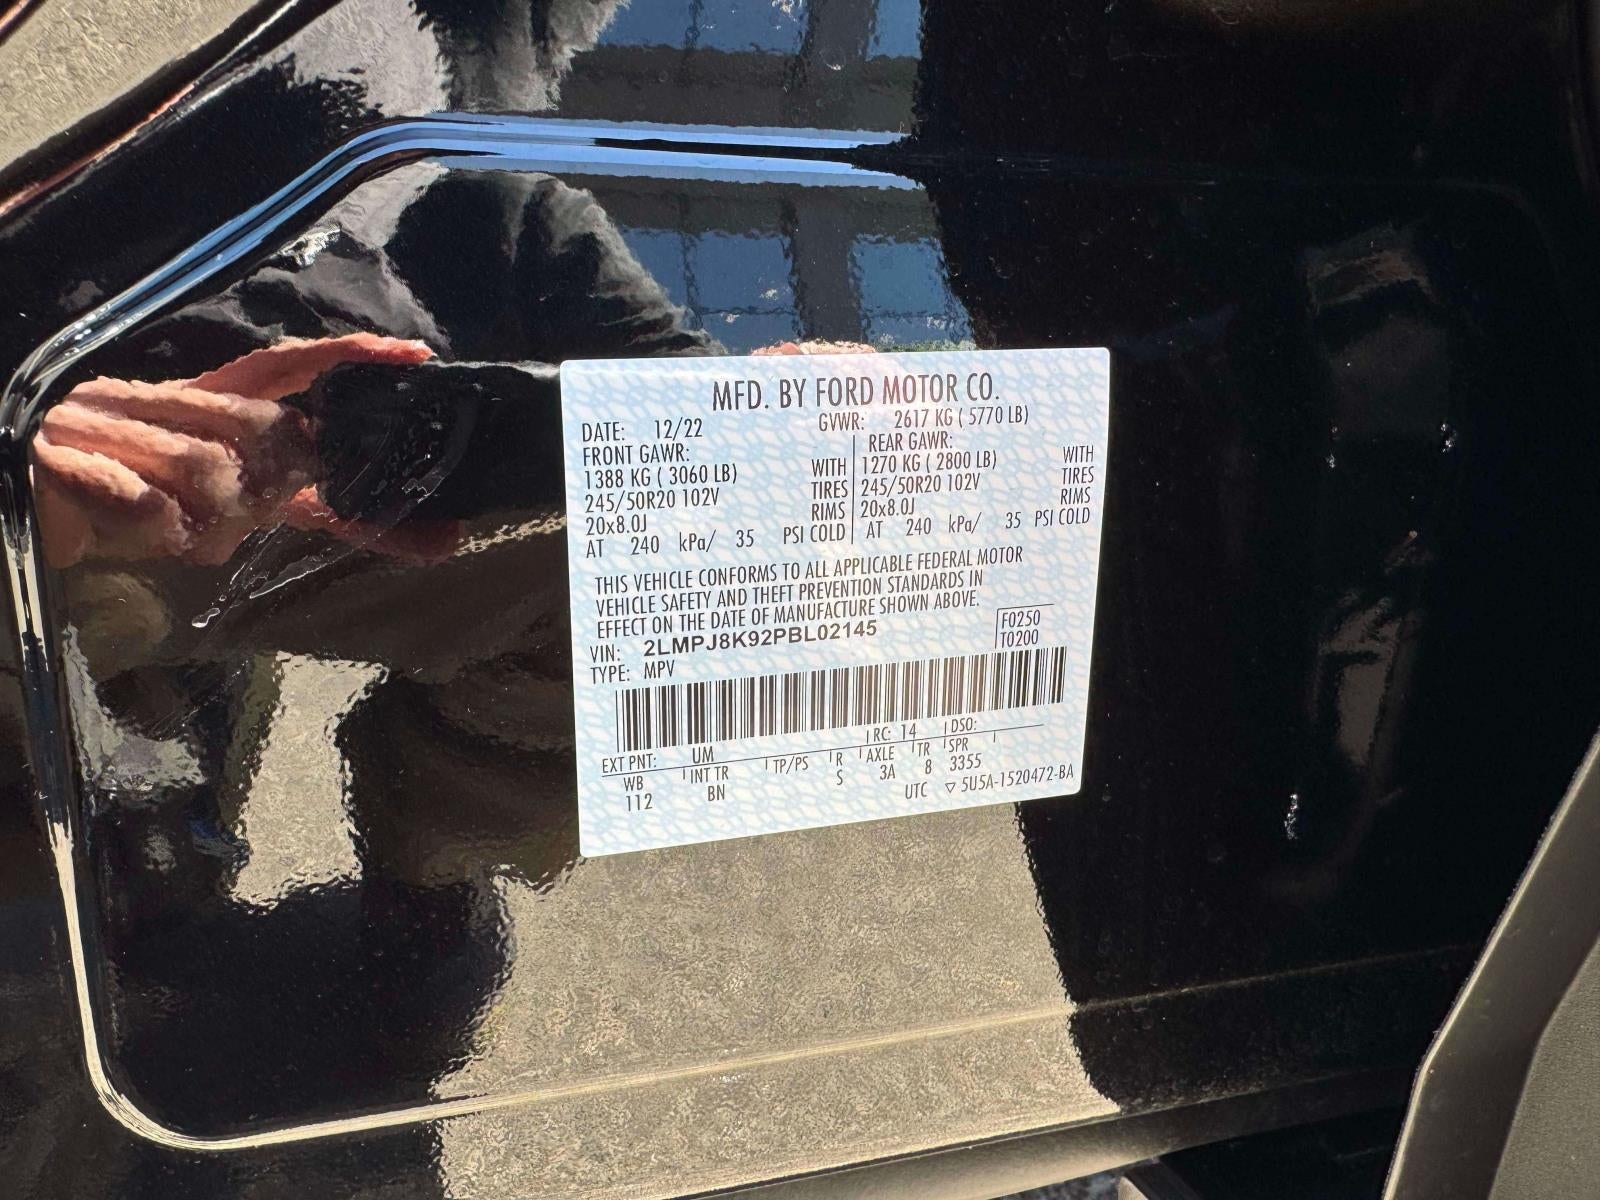 MFD. BY FORD MOTOR CO.
DATE: 12/22 GVWR: 2617 KG ( 5770 LB)
FRONT GAWR: REAR GAWR:
1388 KG ( 3060 LB) WITH 1270 KG ( 2800 LB) WITH
245/50R20 102V TIRES 245/50R20 102V TIRES
20x8.0J RIMS 20x8.0J RIMS
AT 240 kPa/ 35 PSI COLD AT 240 kPa/ 35 PSI COLD
THIS VEHICLE CONFORMS TO ALL APPLICABLE FEDERAL MOTOR
VEHICLE SAFETY AND THEFT PREVENTION STANDARDS IN
EFFECT ON THE DATE OF MANUFACTURE SHOWN ABOVE.
VIN: 2LMPJ8K92PBL02145 F0250
TYPE: MPV T0200
EXT PNT: UM RC: 14 DSO:
WB INT TR TP/PS R AXLE TR SPR
112 BN S 3A 8 3355
UTC ▽ 5U5A-1520472-BA